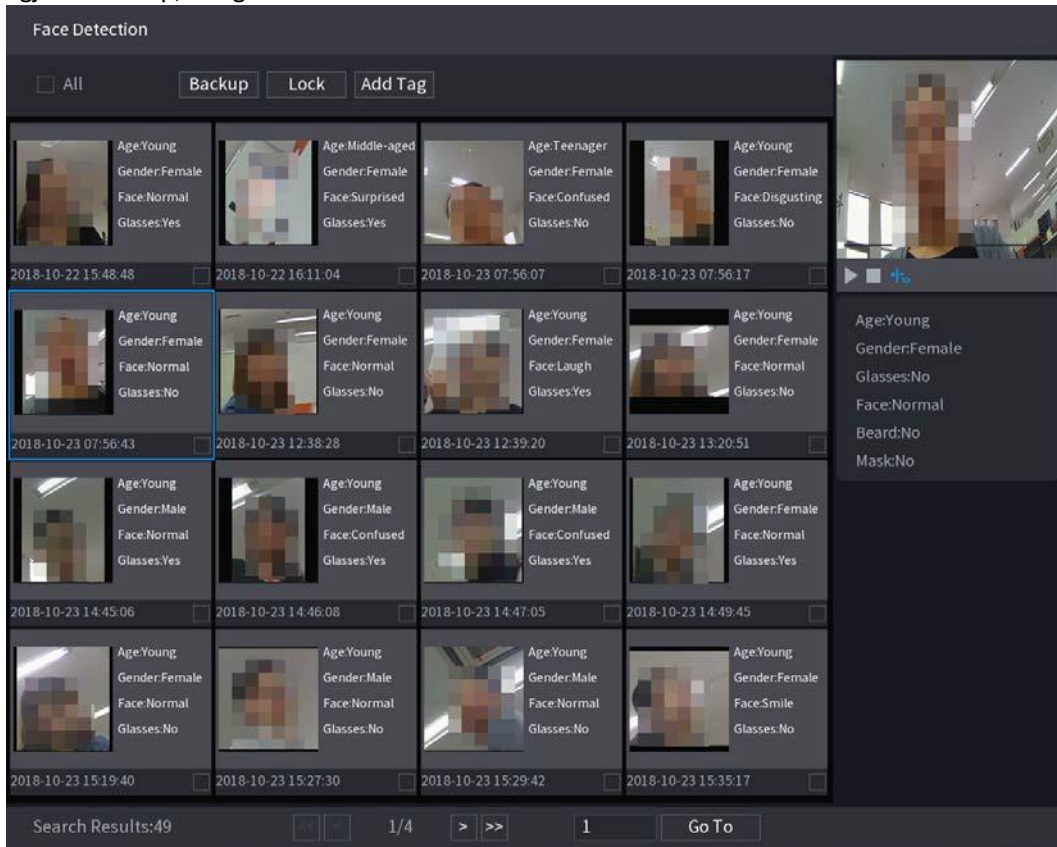 Face Detection
All
Backup
Lock
Add Tag
Age:Young
Gender:Female
Face:Normal
Glasses:Yes
2018-10-22 15:48:48
Age:Middle-aged
Gender:Female
Face:Surprised
Glasses:Yes
2018-10-22 16:11:04
Age:Teenager
Gender:Female
Face:Confused
Glasses:No
2018-10-23 07:56:07
Age:Young
Gender:Female
Face:Disgusting
Glasses:No
2018-10-23 07:56:17
Age:Young
Gender:Female
Face:Normal
Glasses:No
2018-10-23 07:56:43
Age:Young
Gender:Female
Face:Normal
Glasses:No
2018-10-23 12:38:28
Age:Young
Gender:Female
Face:Laugh
Glasses:Yes
2018-10-23 12:39:20
Age:Young
Gender:Female
Face:Normal
Glasses:No
2018-10-23 13:20:51
Age:Young
Gender:Male
Face:Normal
Glasses:Yes
2018-10-23 14:45:06
Age:Young
Gender:Male
Face:Confused
Glasses:Yes
2018-10-23 14:46:08
Age:Young
Gender:Male
Face:Confused
Glasses:Yes
2018-10-23 14:47:05
Age:Young
Gender:Female
Face:Normal
Glasses:Yes
2018-10-23 14:49:45
Age:Young
Gender:Female
Face:Normal
Glasses:No
2018-10-23 15:19:40
Age:Young
Gender:Male
Face:Normal
Glasses:No
2018-10-23 15:27:30
Age:Young
Gender:Male
Face:Normal
Glasses:No
2018-10-23 15:29:42
Age:Young
Gender:Female
Face:Smile
Glasses:No
2018-10-23 15:35:17
Age:Young
Gender:Female
Glasses:No
Face:Normal
Beard:No
Mask:No
Search Results:49
<< < 1/4 > >>
1
Go To